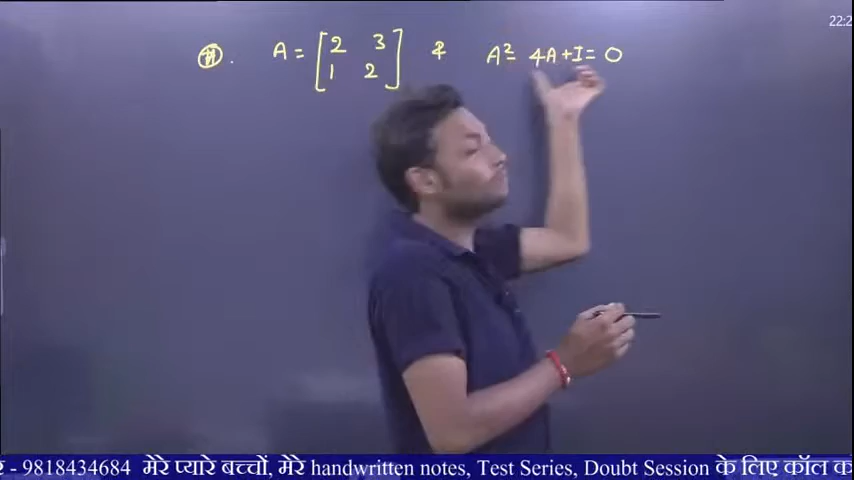 22:2
A = [2 3
1 2] & A² - 4A + I = 0
र - 9818434684 मेरे प्यारे बच्चों, मेरे handwritten notes, Test Series, Doubt Session के लिए कॉल क